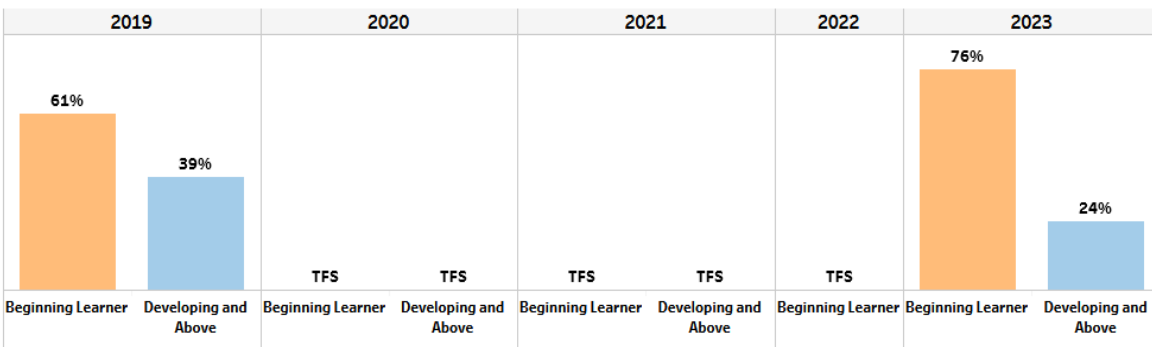 2019 2020 2021 2022 2023
76%
61%
39%
24%
TFS TFS TFS TFS TFS
Beginning Learner Developing and Beginning Learner Developing and Beginning Learner Developing and Beginning Learner Beginning Learner Developing and
Above Above Above Above